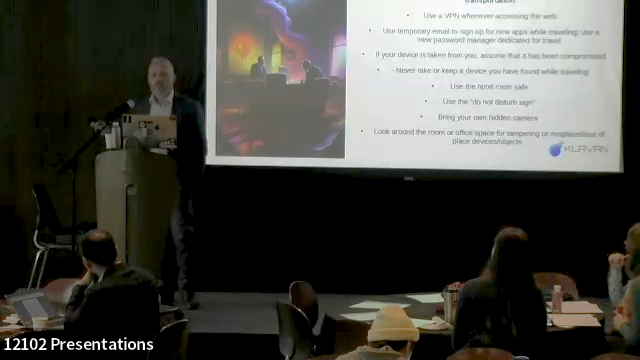 transportation.
• Use a VPN whenever accessing the web
• Use temporary email to sign up for new apps while traveling; use a
new password manager dedicated for travel
• If your device is taken from you, assume that it has been compromised
• - Never take or keep a device you have found while traveling
• Use the hotel room safe
• Use the "do not disturb sign"
• Bring your own hidden camera
• Look around the room or office space for tampering or misplaced/out of
place devices/objects
KLAVAN
12102 Presentations